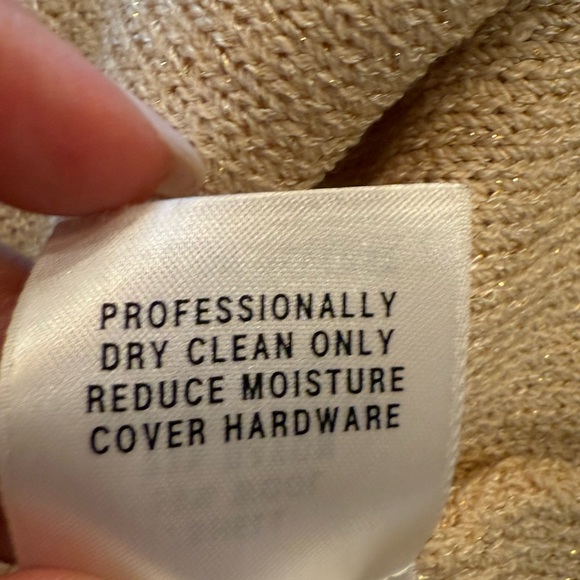 PROFESSIONALLY
DRY CLEAN ONLY
REDUCE MOISTURE
COVER HARDWARE